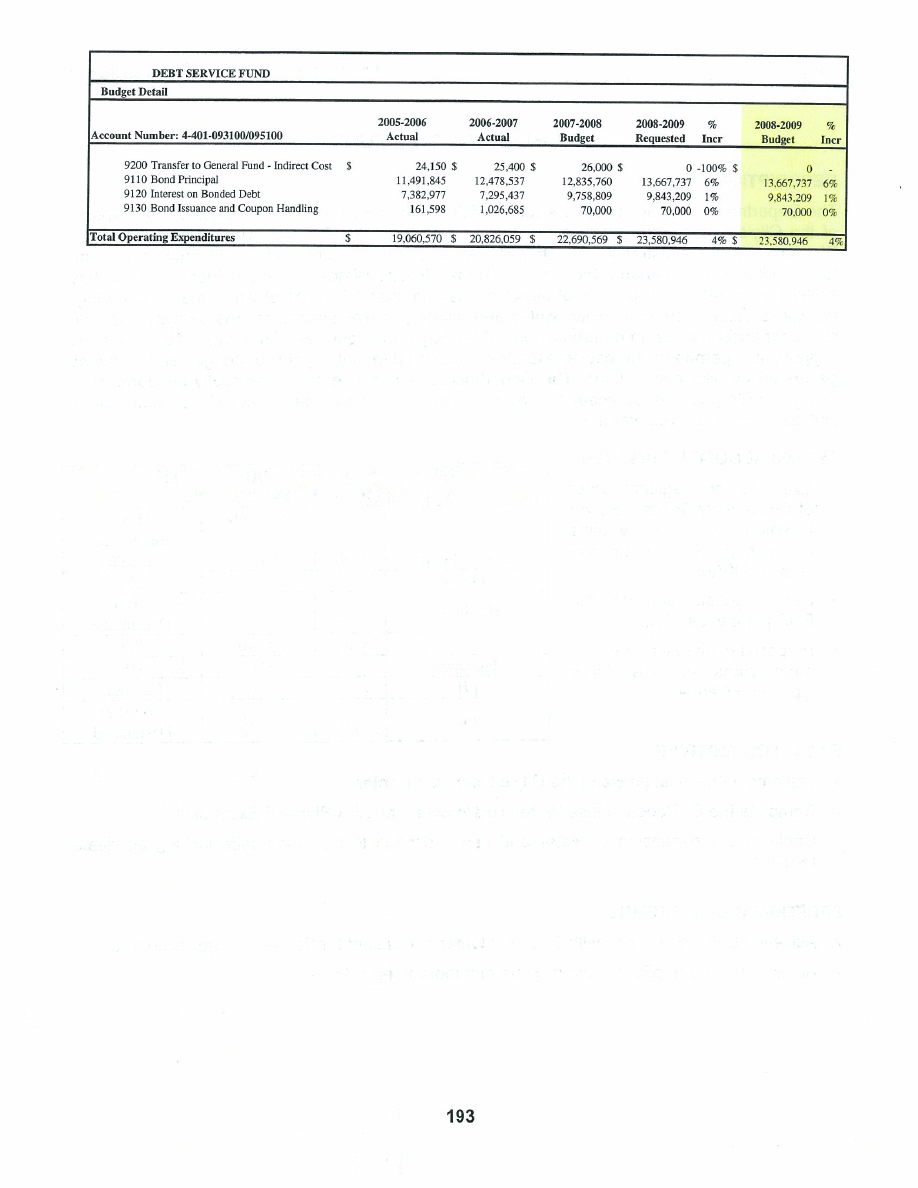 DEBT SERVICE FUND
Budget Detail
2005-2006 2006-2007 2007-2008 2008-2009 % 2008-2009 %
Account Number: 4-401-093100/095100 Actual Actual Budget Requested Incr Budget Incr
9200 Transfer to General Fund - Indirect Cost $ 24,150 $ 25,400 $ 26,000 $ 0 -100% $ 0 -
9110 Bond Principal 11,491,845 12,478,537 12,835,760 13,667,737 6% 13,667,737 6%
9120 Interest on Bonded Debt 7,382,977 7,295,437 9,758,809 9,843,209 1% 9,843,209 1%
9130 Bond Issuance and Coupon Handling 161,598 1,026,685 70,000 70,000 0% 70,000 0%
Total Operating Expenditures $ 19,060,570 $ 20,826,059 $ 22,690,569 $ 23,580,946 4% $ 23,580,946 4%
193